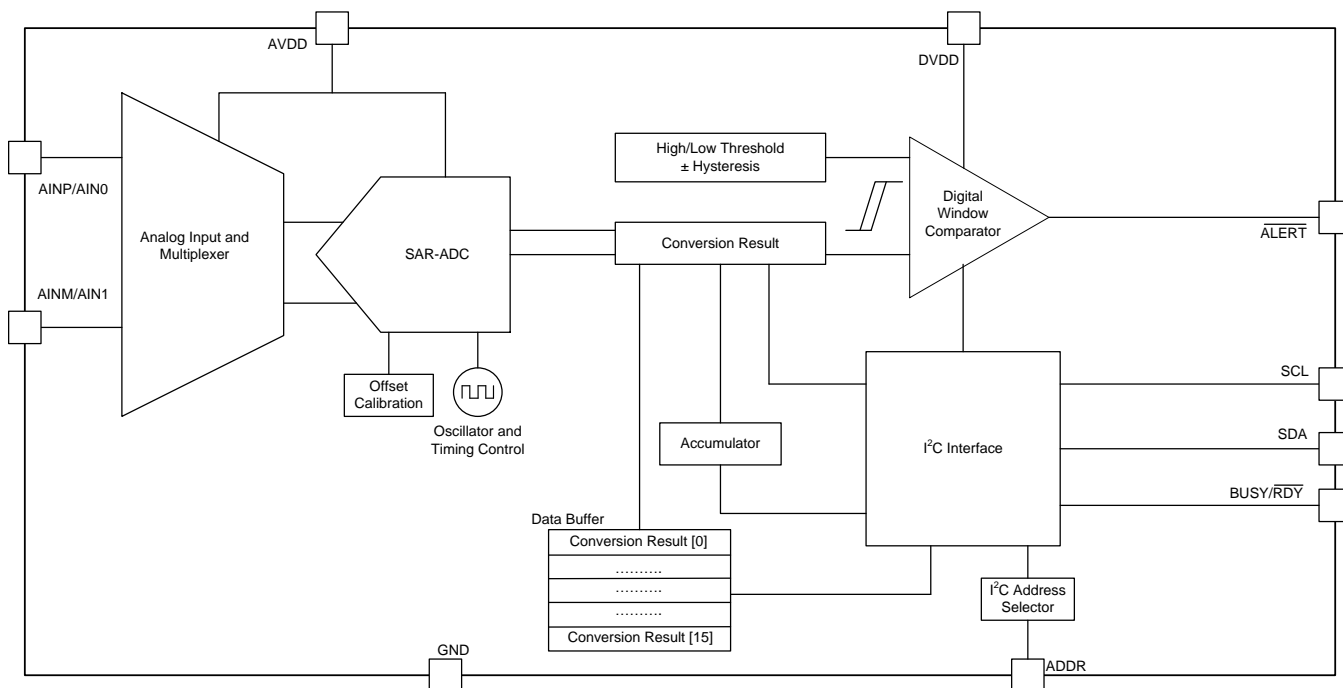 AVDD
DVDD
High/Low Threshold
± Hysteresis
AINP/AIN0
Digital
Window
Comparator
Analog Input and
Multiplexer
SAR-ADC
Conversion Result
ALERT
AINM/AIN1
Offset
Calibration
Oscillator and
Timing Control
Accumulator
I²C Interface
SCL
SDA
BUSY/RDY
Data Buffer
Conversion Result [0]
..........
..........
..........
Conversion Result [15]
I²C Address
Selector
GND
ADDR